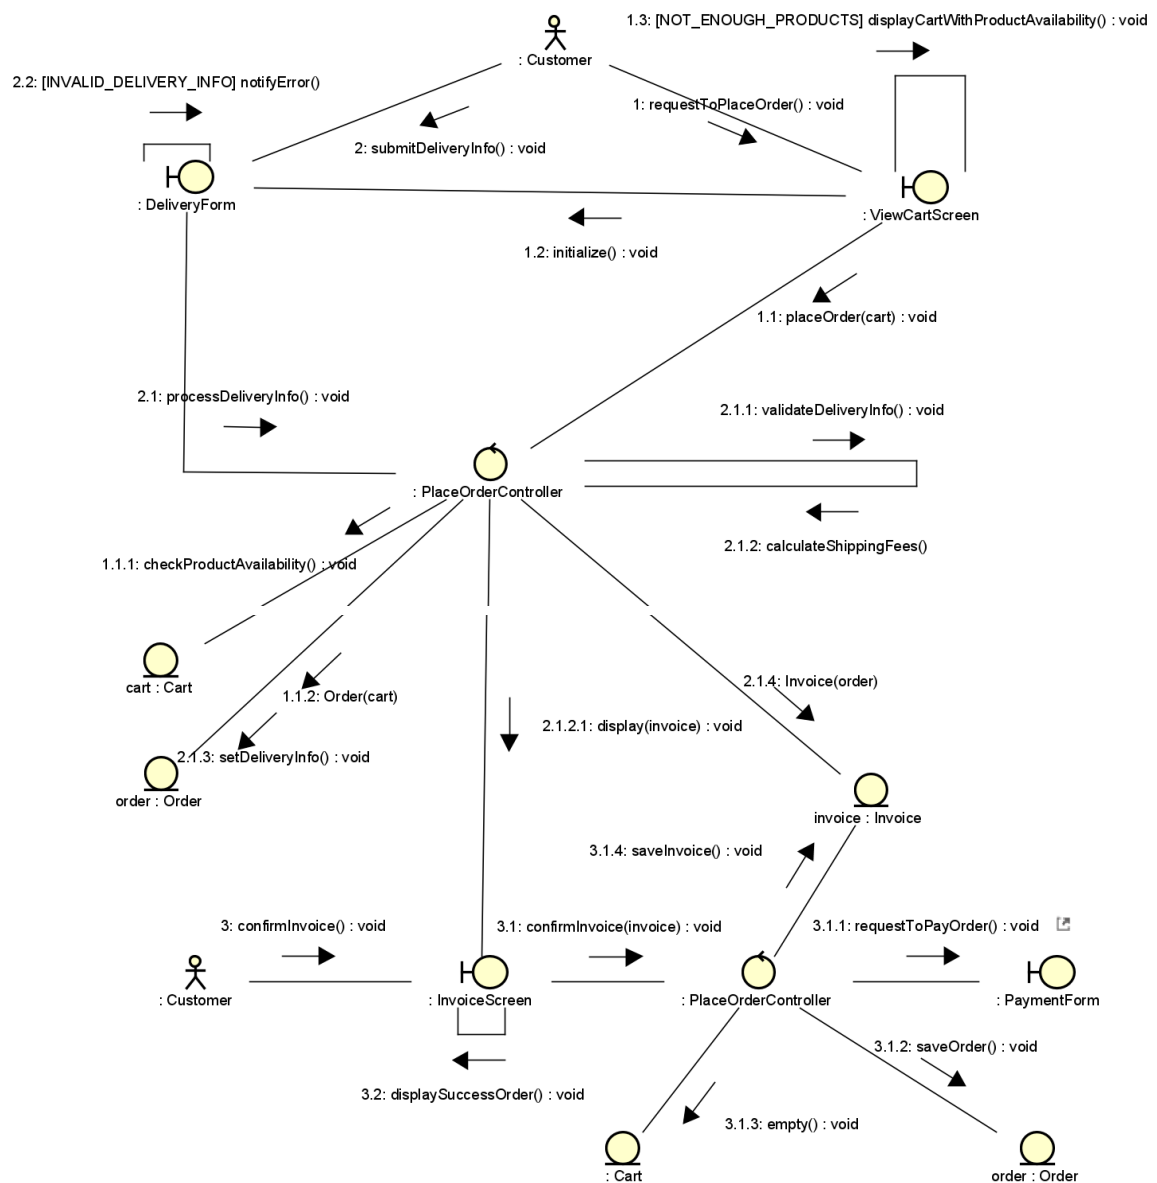 1.3: [NOT_ENOUGH_PRODUCTS] displayCartWithProductAvailability() : void
: Customer
2.2: [INVALID_DELIVERY_INFO] notifyError()
1: requestToPlaceOrder() : void
2: submitDeliveryInfo() : void
: DeliveryForm
: ViewCartScreen
1.2: initialize() : void
1.1: placeOrder(cart) : void
2.1: processDeliveryInfo() : void
2.1.1: validateDeliveryInfo() : void
: PlaceOrderController
2.1.2: calculateShippingFees()
1.1.1: checkProductAvailability() : void
cart : Cart
2.1.4: Invoice(order)
1.1.2: Order(cart)
2.1.2.1: display(invoice) : void
2.1.3: setDeliveryInfo() : void
order : Order
invoice : Invoice
3.1.4: saveInvoice() : void
3: confirmInvoice() : void
3.1: confirmInvoice(invoice) : void
3.1.1: requestToPayOrder() : void
: Customer
: InvoiceScreen
: PlaceOrderController
: PaymentForm
3.1.2: saveOrder() : void
3.2: displaySuccessOrder() : void
3.1.3: empty() : void
: Cart
order : Order